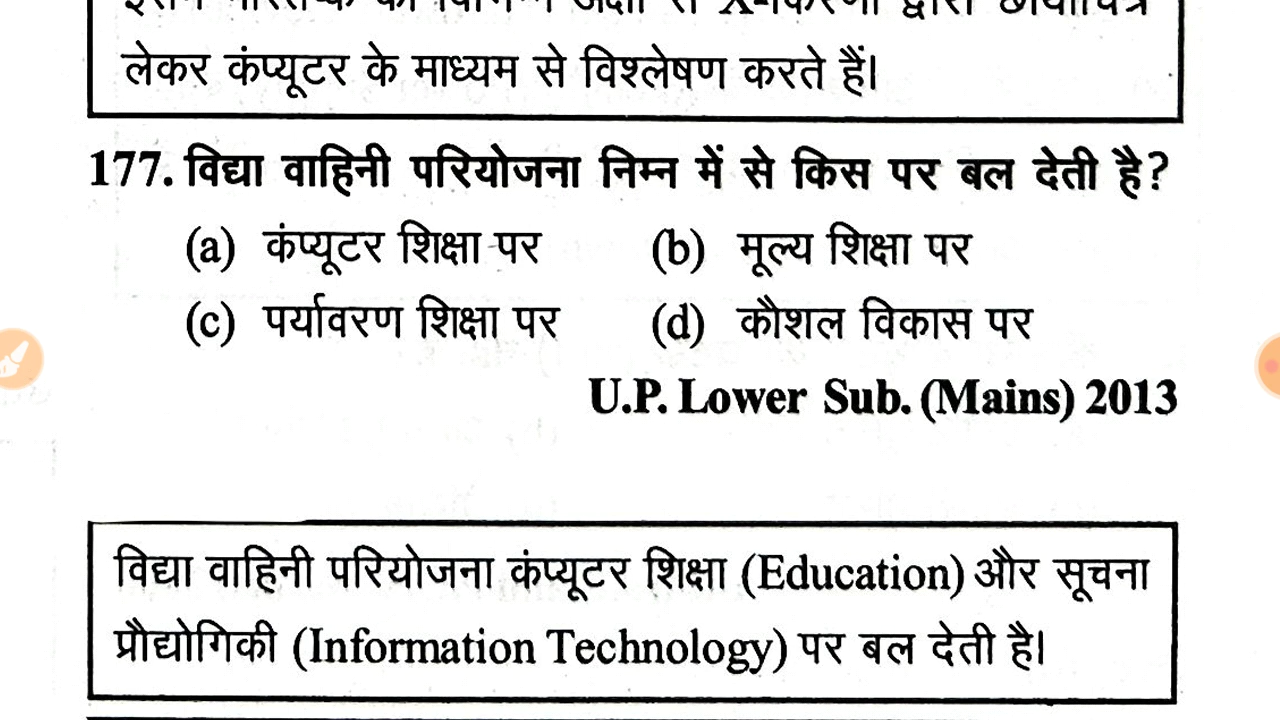 लेकर कंप्यूटर के माध्यम से विश्लेषण करते हैं।
177. विद्या वाहिनी परियोजना निम्न में से किस पर बल देती है?
(a) कंप्यूटर शिक्षा पर (b) मूल्य शिक्षा पर
(c) पर्यावरण शिक्षा पर (d) कौशल विकास पर
U.P. Lower Sub. (Mains) 2013
विद्या वाहिनी परियोजना कंप्यूटर शिक्षा (Education) और सूचना
प्रौद्योगिकी (Information Technology) पर बल देती है।